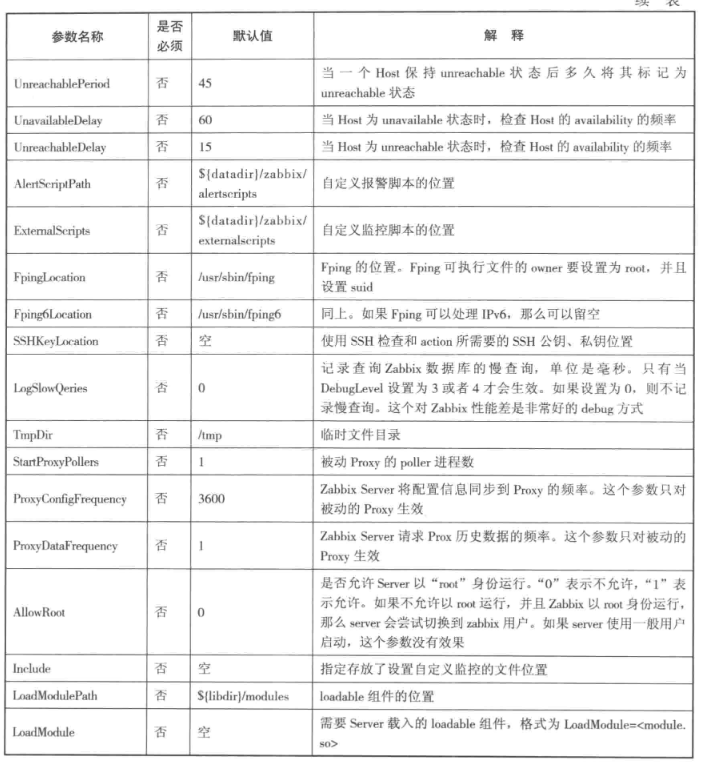 续 表
参数名称
是否
必须
默认值
解 释
UnreachablePeriod
否
45
当一个 Host 保持 unreachable 状态后多久将其标记为
unreachable 状态
UnavailableDelay
否
60
当 Host 为 unavailable 状态时，检查 Host 的 availability 的频率
UnreachableDelay
否
15
当 Host 为 unreachable 状态时，检查 Host 的 availability 的频率
AlertScriptPath
否
${datadir}/zabbix/
alertscripts
自定义报警脚本的位置
ExternalScripts
否
${datadir}/zabbix/
externalscripts
自定义监控脚本的位置
FpingLocation
否
/usr/sbin/fping
Fping 的位置。Fping 可执行文件的 owner 要设置为 root，并且
设置 suid
Fping6Location
否
/usr/sbin/fping6
同上。如果 Fping 可以处理 IPv6，那么可以留空
SSHKeyLocation
否
空
使用 SSH 检查和 action 所需要的 SSH 公钥、私钥位置
LogSlowQeries
否
0
记录查询 Zabbix 数据库的慢查询，单位是毫秒。只有当
DebugLevel 设置为 3 或者 4 才会生效。如果设置为 0，则不记
录慢查询。这个对 Zabbix 性能差是非常好的 debug 方式
TmpDir
否
/tmp
临时文件目录
StartProxyPollers
否
1
被动 Proxy 的 poller 进程数
ProxyConfigFrequency
否
3600
Zabbix Server 将配置信息同步到 Proxy 的频率。这个参数只对
被动的 Proxy 生效
ProxyDataFrequency
否
1
Zabbix Server 请求 Prox 历史数据的频率。这个参数只对被动的
Proxy 生效
AllowRoot
否
0
是否允许 Server 以“root”身份运行。“0”表示不允许，“1”表
示允许。如果不允许以 root 运行，并且 Zabbix 以 root 身份运行，
那么 server 会尝试切换到 zabbix 用户。如果 server 使用一般用户
启动，这个参数没有效果
Include
否
空
指定存放了设置自定义监控的文件位置
LoadModulePath
否
${libdir}/modules
loadable 组件的位置
LoadModule
否
空
需要 Server 载入的 loadable 组件，格式为 LoadModule=<module.
so>